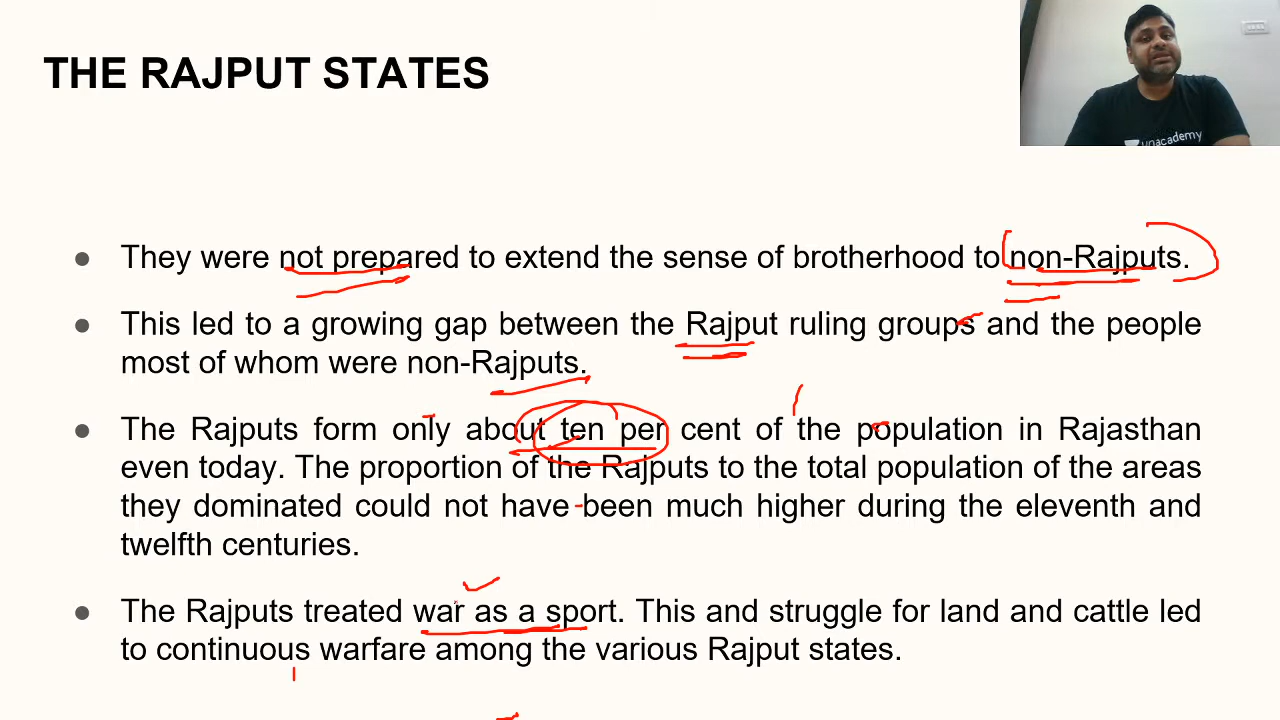 THE RAJPUT STATES
unacademy
● They were not prepared to extend the sense of brotherhood to non-Rajputs.
● This led to a growing gap between the Rajput ruling groups and the people
most of whom were non-Rajputs.
● The Rajputs form only about ten per cent of the population in Rajasthan
even today. The proportion of the Rajputs to the total population of the areas
they dominated could not have been much higher during the eleventh and
twelfth centuries.
● The Rajputs treated war as a sport. This and struggle for land and cattle led
to continuous warfare among the various Rajput states.